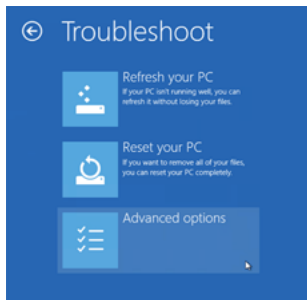 Troubleshoot
Refresh your PC
If your PC isn't running well, you can
refresh it without losing your files.
Reset your PC
If you want to remove all of your files,
you can reset your PC completely.
Advanced options